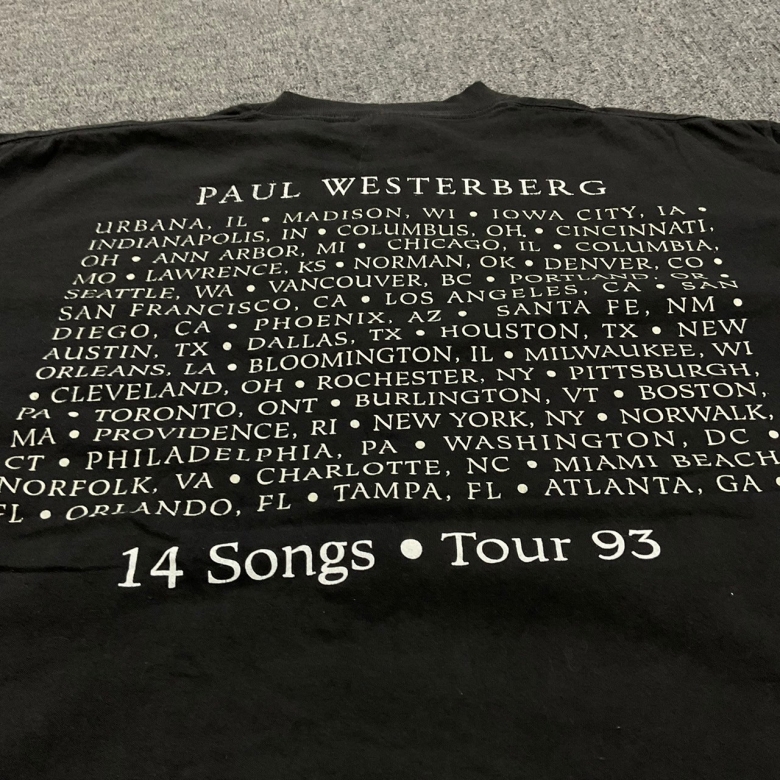 PAUL WESTERBERG
URBANA, IL • MADISON, WI • IOWA CITY, IA •
INDIANAPOLIS, IN • COLUMBUS, OH • CINCINNATI,
OH • ANN ARBOR, MI • CHICAGO, IL • COLUMBIA,
MO • LAWRENCE, KS • NORMAN, OK • DENVER, CO •
SEATTLE, WA • VANCOUVER, BC • PORTLAND, OR •
SAN FRANCISCO, CA • LOS ANGELES, CA • SAN
DIEGO, CA • PHOENIX, AZ • SANTA FE, NM •
AUSTIN, TX • DALLAS, TX • HOUSTON, TX • NEW
ORLEANS, LA • BLOOMINGTON, IL • MILWAUKEE, WI
• CLEVELAND, OH • ROCHESTER, NY • PITTSBURGH,
PA • TORONTO, ONT • BURLINGTON, VT • BOSTON,
MA • PROVIDENCE, RI • NEW YORK, NY • NORWALK,
CT • PHILADELPHIA, PA • WASHINGTON, DC •
NORFOLK, VA • CHARLOTTE, NC • MIAMI BEACH
FL • ORLANDO, FL • TAMPA, FL • ATLANTA, GA •
14 Songs • Tour 93